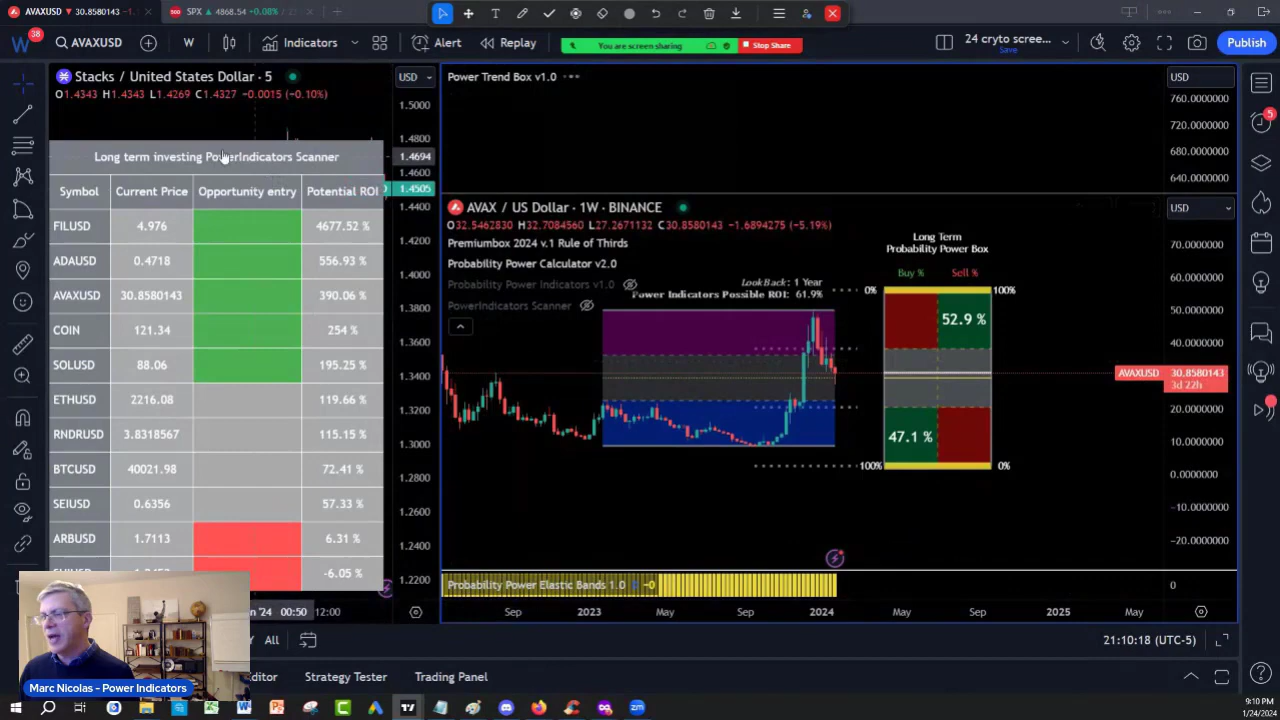 AVAXUSD ▲ 30.8580143 −1.
SPX ▲ 4868.54 +0.08%
38
AVAXUSD
W
Indicators
Alert
Replay
You are screen sharing
Stop Share
24 cryto scree...
Save
Publish
Stacks / United States Dollar · 5
O1.4343 H1.4343 L1.4269 C1.4327 −0.0015 (−0.10%)
USD
1.5000
1.4800
1.4694
1.4600
1.4505
1.4400
1.4200
1.4000
1.3800
1.3600
1.3400
1.3200
1.3000
1.2800
1.2600
1.2400
1.2200
Long term investing PowerIndicators Scanner
Symbol Current Price Opportunity entry Potential ROI
FILUSD 4.976 4677.52 %
ADAUSD 0.4718 556.93 %
AVAXUSD 30.8580143 390.06 %
COIN 121.34 254 %
SOLUSD 88.06 195.25 %
ETHUSD 2216.08 119.66 %
RNDRUSD 3.8318567 115.15 %
BTCUSD 40021.98 72.41 %
SEIUSD 0.6356 57.33 %
ARBUSD 1.7113 6.31 %
-6.05 %
Power Trend Box v1.0
USD
760.0000000
720.0000000
680.0000000
640.0000000
AVAX / US Dollar · 1W · BINANCE
O32.5462830 H32.7084560 L27.2671132 C30.8580143 −1.6894275 (−5.19%)
Premiumbox 2024 v.1 Rule of Thirds
Probability Power Calculator v2.0
Probability Power Indicators v1.0
PowerIndicators Scanner
LookBack: 1 Year
Power Indicators Possible ROI: 61.9%
Long Term
Probability Power Box
Buy % Sell %
0% 100%
52.9 %
47.1 %
100% 0%
USD
70.0000000
60.0000000
50.0000000
40.0000000
AVAXUSD 30.8580143
3d 22h
20.0000000
10.0000000
0.0000000
−10.0000000
−20.0000000
Probability Power Elastic Bands 1.0 0 −0
0
Sep 2023 May Sep 2024 May Sep 2025 May
n '24 00:50 12:00
All
21:10:18 (UTC-5)
ditor Strategy Tester Trading Panel
Marc Nicolas - Power Indicators
5
9:10 PM
1/24/2024